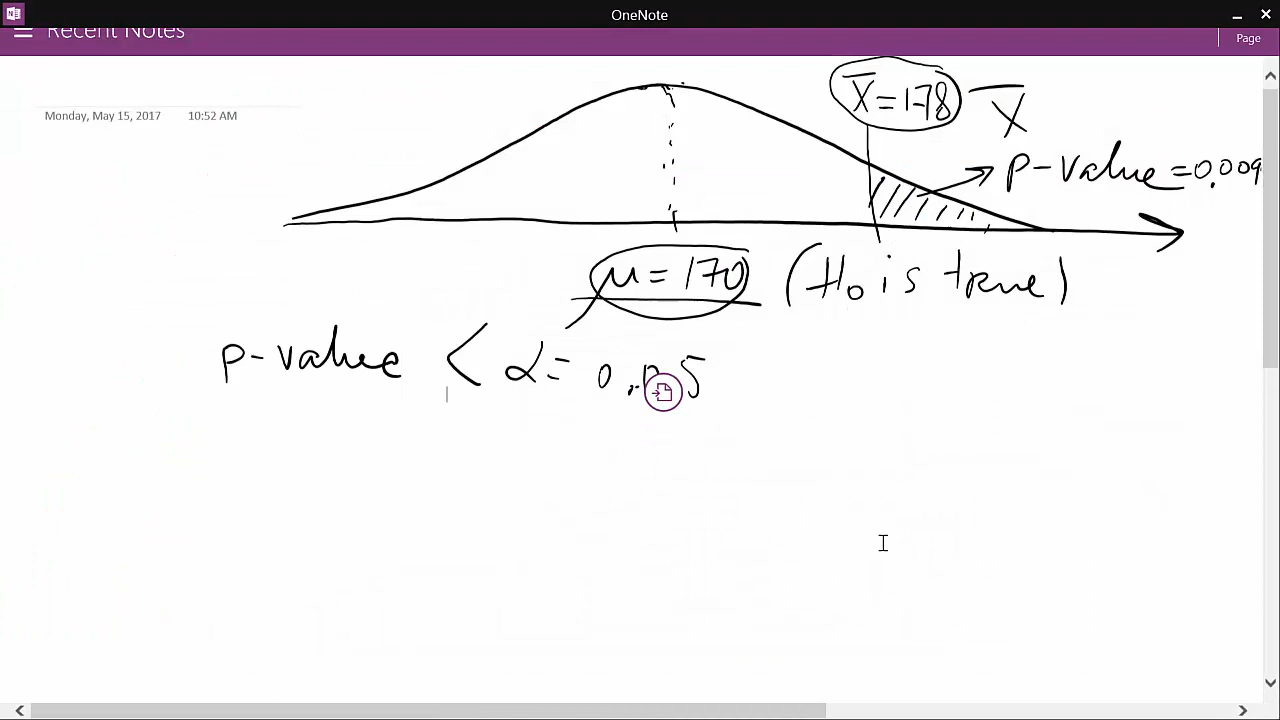 OneNote
Recent Notes
Page
Monday, May 15, 2017 10:52 AM
X̅ = 178
X̅
p-value = 0.009
μ = 170 (H₀ is true)
p-value < α = 0.05